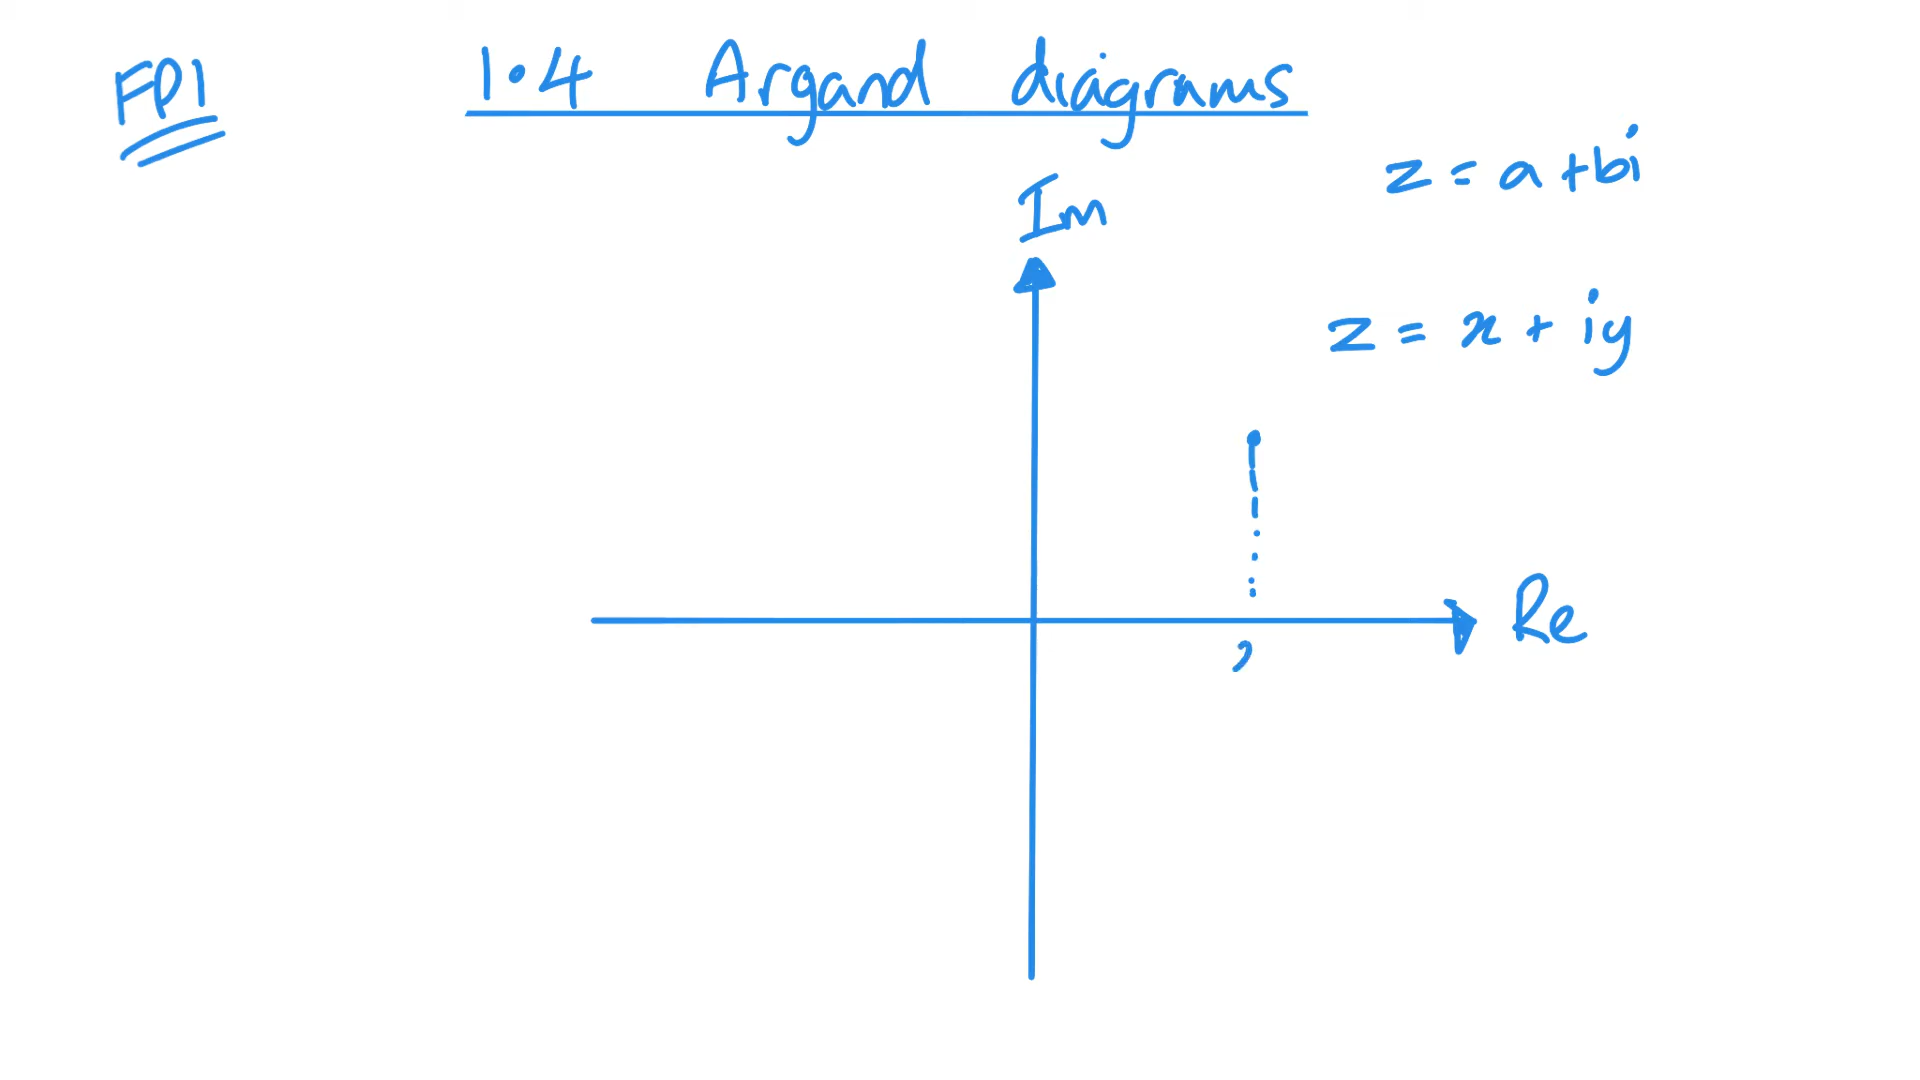 FP1
1.4 Argand diagrams
z = a + bi
Im
z = x + iy
Re